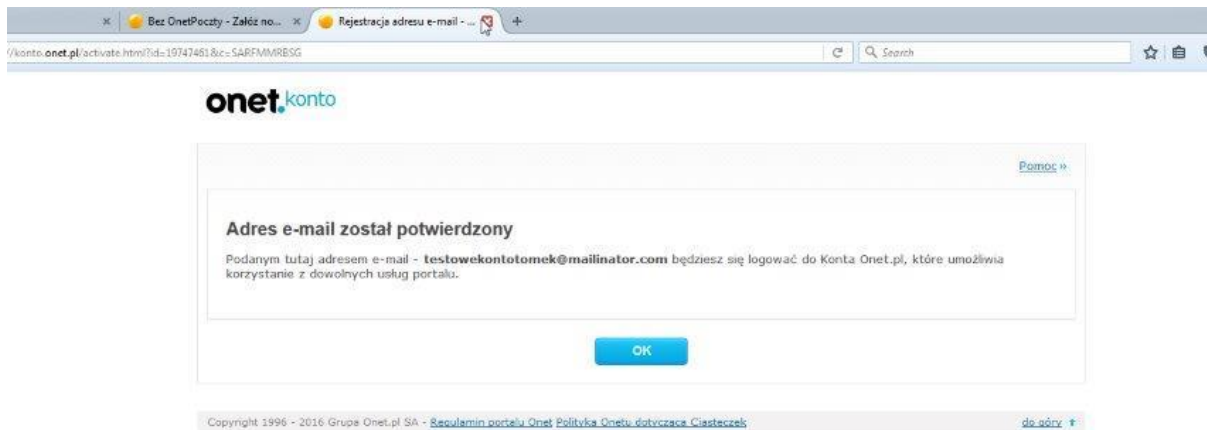 Bez OnetPoczty - Załóż no...
Rejestracja adresu e-mail - ...
//konto.onet.pl/activate.html?id=19747461&c=SARFMMRBSG
Search
onet.konto
Pomoc »
Adres e-mail został potwierdzony
Podanym tutaj adresem e-mail - testowekontotomek@mailinator.com będziesz się logować do Konta Onet.pl, które umożliwia
korzystanie z dowolnych usług portalu.
OK
Copyright 1996 - 2016 Grupa Onet.pl SA - Regulamin portalu Onet Polityka Onetu dotycząca Ciasteczek
do góry